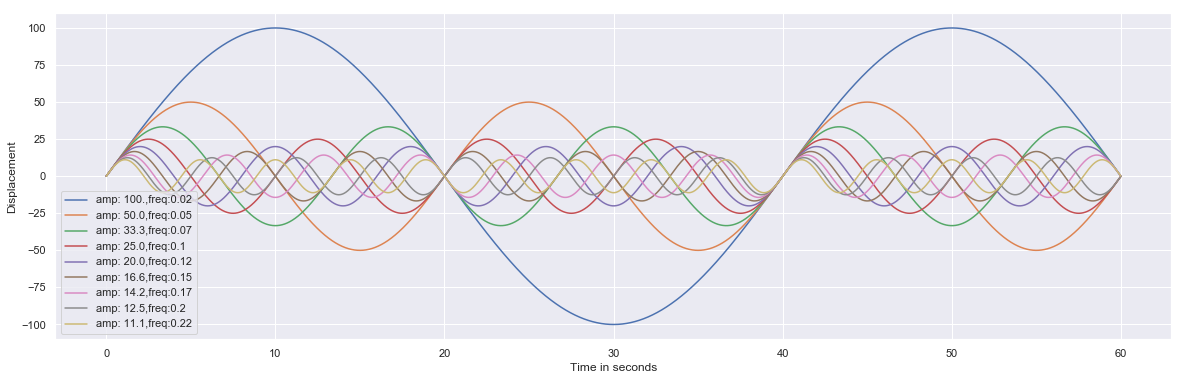 100
75
50
25
0
−25
−50
−75
−100
Displacement
amp: 100.,freq:0.02
amp: 50.0,freq:0.05
amp: 33.3,freq:0.07
amp: 25.0,freq:0.1
amp: 20.0,freq:0.12
amp: 16.6,freq:0.15
amp: 14.2,freq:0.17
amp: 12.5,freq:0.2
amp: 11.1,freq:0.22
0 10 20 30 40 50 60
Time in seconds